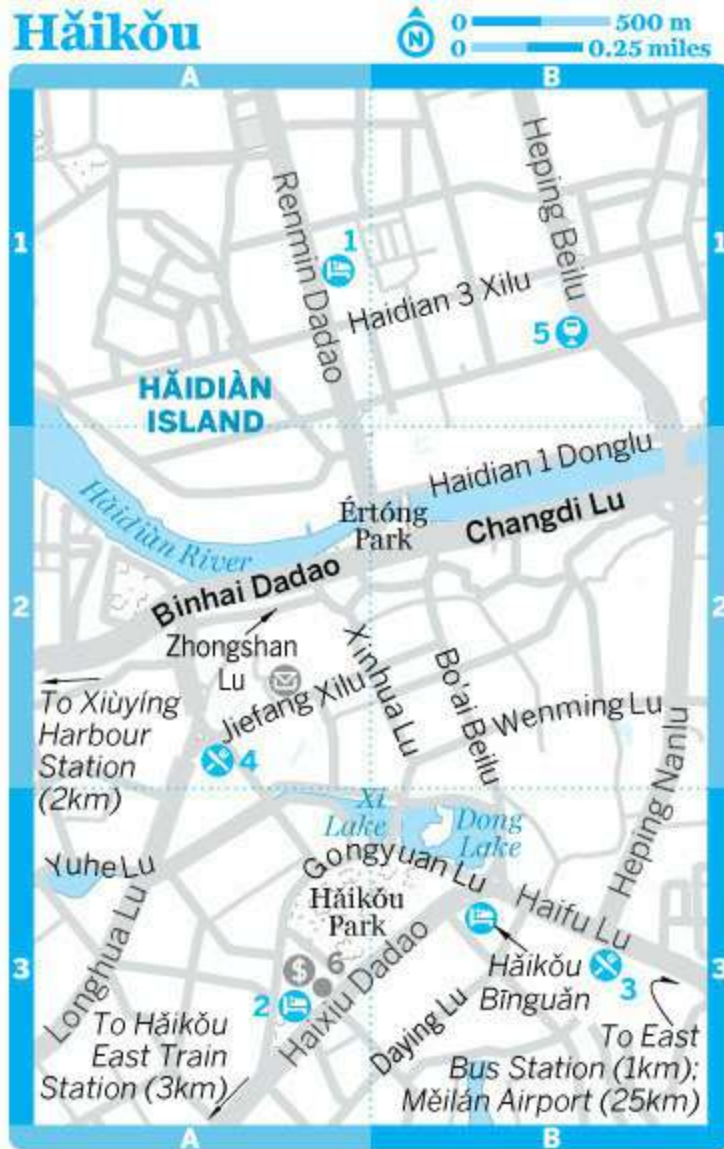 Hǎikǒu
N
0 500 m
0 0.25 miles
A
B
1
1
Renmin Dadao
Heping Beilu
1
Haidian 3 Xilu
5
HǍIDIÀN
ISLAND
Haidian 1 Donglu
Hǎidiàn River
Értóng
Park
Changdi Lu
Binhai Dadao
2
2
Zhongshan
Lu
Xinhua Lu
Bo'ai Beilu
Jiefang Xilu
Wenming Lu
To Xiùyíng
Harbour
Station
(2km)
4
Heping Nanlu
Xi
Lake
Dong
Lake
Yuhe Lu
Gongyuan Lu
Longhua Lu
Hǎikǒu
Park
Haifu Lu
3
3
$
6
2
Haixiu Dadao
Hǎikǒu
Bīnguǎn
3
Daying Lu
To Hǎikǒu
East Train
Station (3km)
To East
Bus Station (1km);
Měilán Airport (25km)
A
B